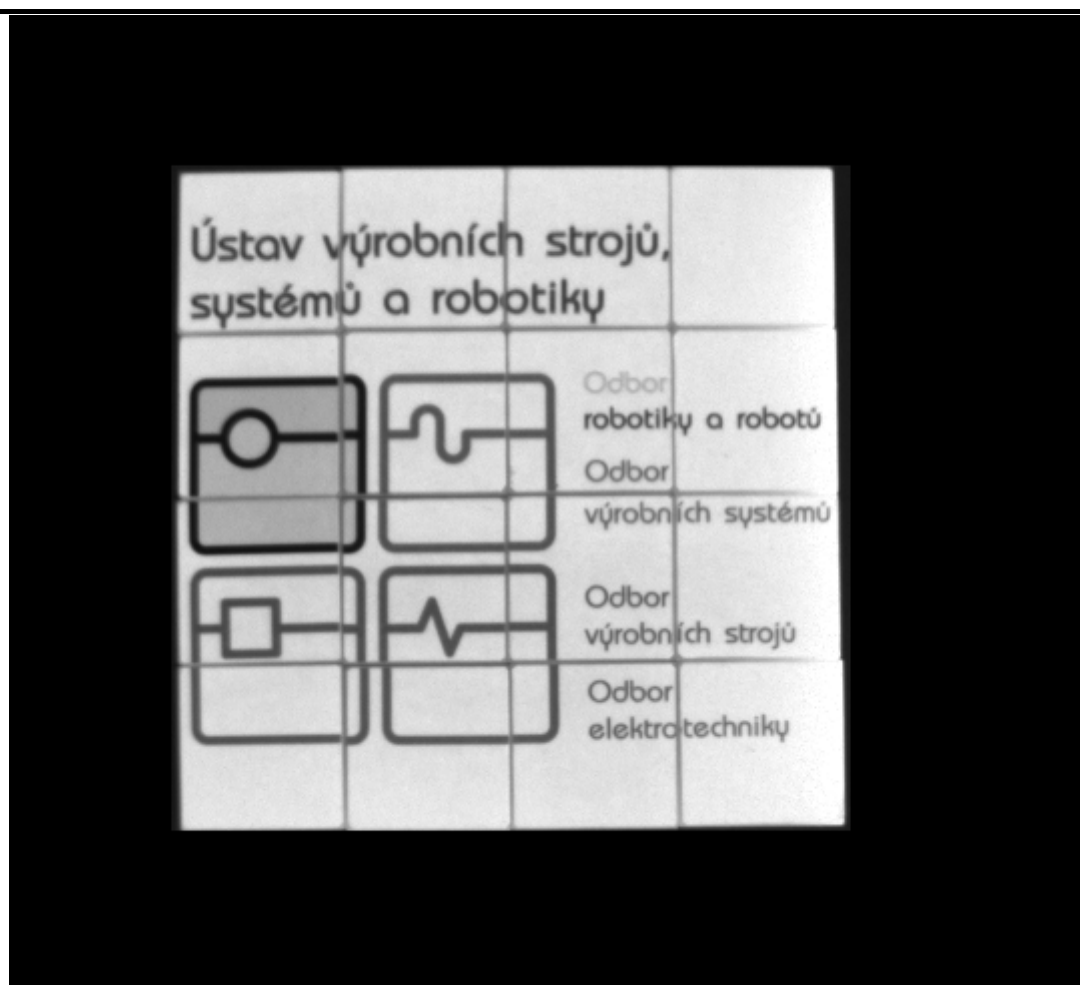 Ústav výrobních strojů,
systémů a robotiky
Odbor
robotiky a robotů
Odbor
výrobních systémů
Odbor
výrobních strojů
Odbor
elektrotechniky